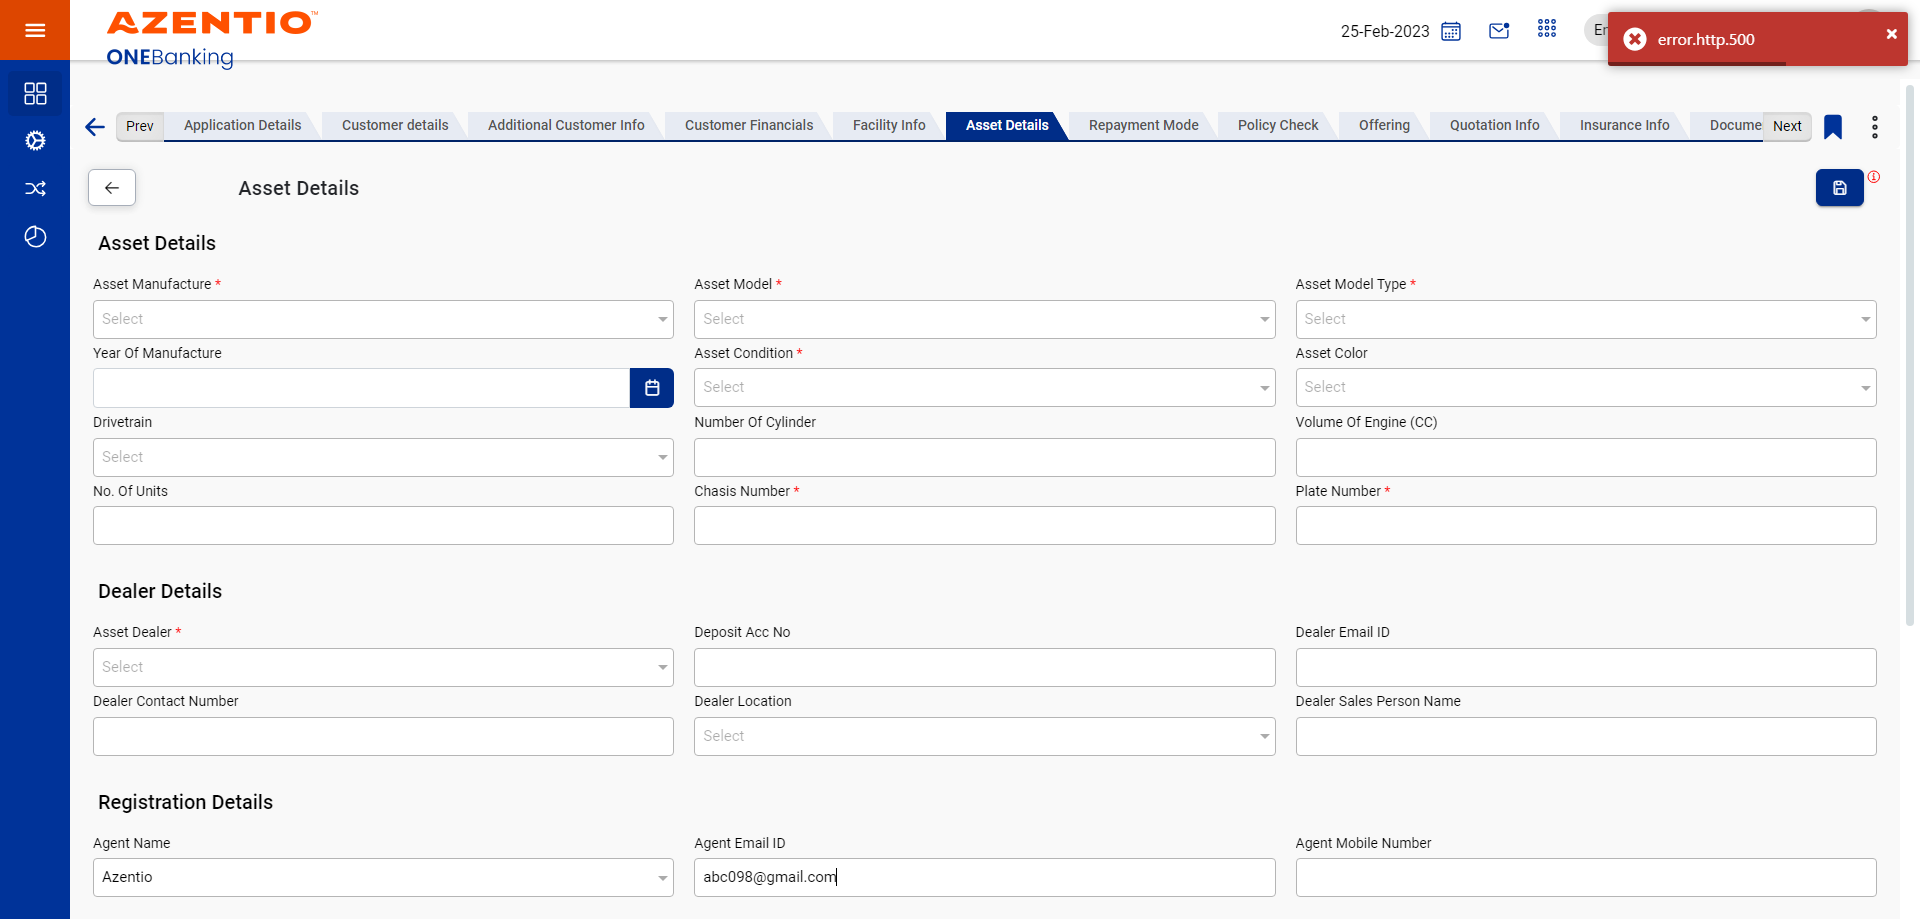 AZENTIO™
ONEBanking
25-Feb-2023
error.http.500
Prev
Application Details
Customer details
Additional Customer Info
Customer Financials
Facility Info
Asset Details
Repayment Mode
Policy Check
Offering
Quotation Info
Insurance Info
Next
Asset Details
Asset Details
Asset Manufacture *
Asset Model *
Asset Model Type *
Select
Select
Select
Year Of Manufacture
Asset Condition *
Asset Color
Select
Select
Drivetrain
Number Of Cylinder
Volume Of Engine (CC)
Select
No. Of Units
Chasis Number *
Plate Number *
Dealer Details
Asset Dealer *
Deposit Acc No
Dealer Email ID
Select
Dealer Contact Number
Dealer Location
Dealer Sales Person Name
Select
Registration Details
Agent Name
Agent Email ID
Agent Mobile Number
Azentio
abc098@gmail.com